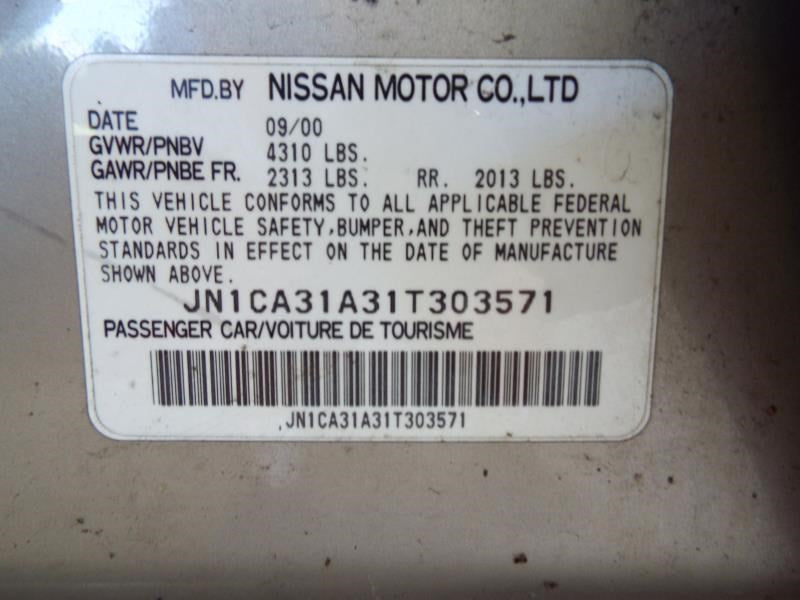 MFD.BY NISSAN MOTOR CO.,LTD
DATE 09/00
GVWR/PNBV 4310 LBS.
GAWR/PNBE FR. 2313 LBS. RR. 2013 LBS.
THIS VEHICLE CONFORMS TO ALL APPLICABLE FEDERAL
MOTOR VEHICLE SAFETY,BUMPER,AND THEFT PREVENTION
STANDARDS IN EFFECT ON THE DATE OF MANUFACTURE
SHOWN ABOVE.
JN1CA31A31T303571
PASSENGER CAR/VOITURE DE TOURISME
JN1CA31A31T303571